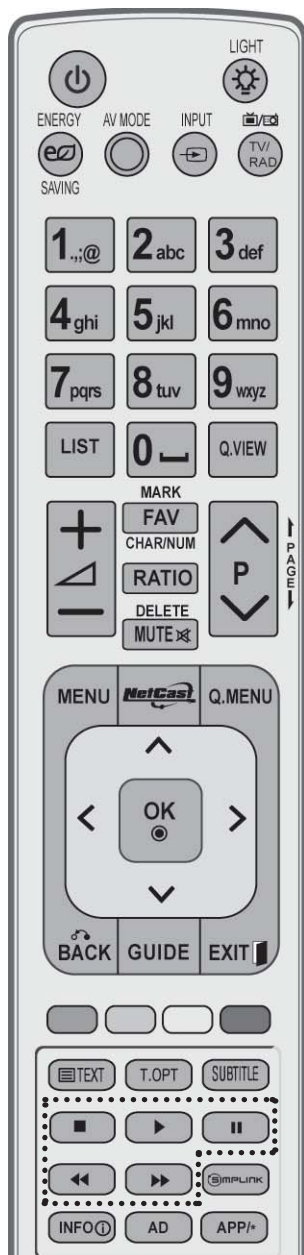 LIGHT
ENERGY AV MODE INPUT
TV/
RAD
SAVING
1.,;@ 2abc 3def
4ghi 5jkl 6mno
7pqrs 8tuv 9wxyz
LIST 0 Q.VIEW
MARK
FAV
CHAR/NUM
RATIO
P
PAGE
DELETE
MUTE
MENU NetCast Q.MENU
OK
BACK GUIDE EXIT
TEXT T.OPT SUBTITLE
SIMPLINK
INFO i AD APP/*